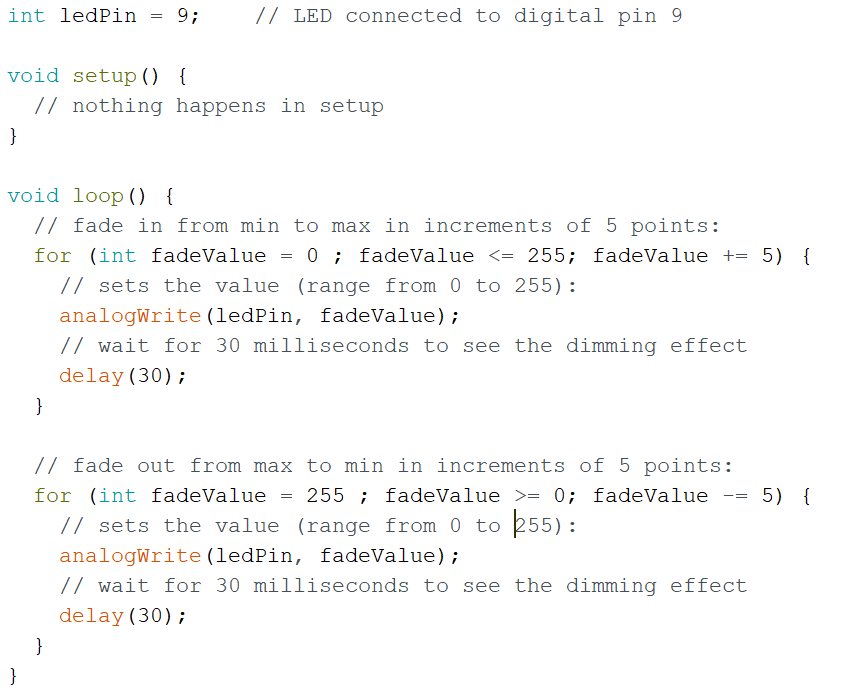 int ledPin = 9;    // LED connected to digital pin 9

void setup() {
  // nothing happens in setup
}

void loop() {
  // fade in from min to max in increments of 5 points:
  for (int fadeValue = 0 ; fadeValue <= 255; fadeValue += 5) {
    // sets the value (range from 0 to 255):
    analogWrite(ledPin, fadeValue);
    // wait for 30 milliseconds to see the dimming effect
    delay(30);
  }

  // fade out from max to min in increments of 5 points:
  for (int fadeValue = 255 ; fadeValue >= 0; fadeValue -= 5) {
    // sets the value (range from 0 to 255):
    analogWrite(ledPin, fadeValue);
    // wait for 30 milliseconds to see the dimming effect
    delay(30);
  }
}